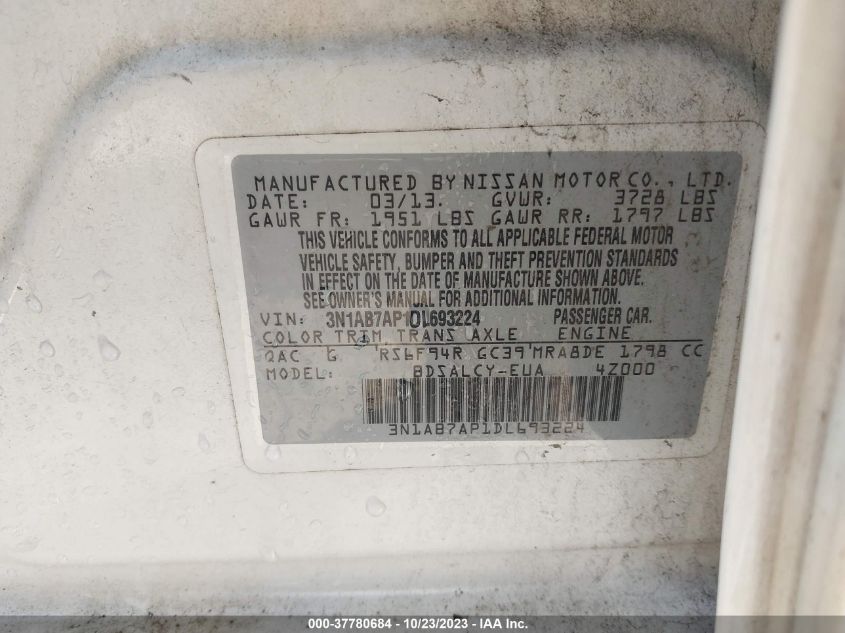 MANUFACTURED BY NISSAN MOTOR CO., LTD.
DATE: 03/13. GVWR: 3728 LBS
GAWR FR: 1951 LBS GAWR RR: 1797 LBS
THIS VEHICLE CONFORMS TO ALL APPLICABLE FEDERAL MOTOR
VEHICLE SAFETY, BUMPER AND THEFT PREVENTION STANDARDS
IN EFFECT ON THE DATE OF MANUFACTURE SHOWN ABOVE.
SEE OWNER'S MANUAL FOR ADDITIONAL INFORMATION.
VIN: 3N1AB7AP1DL693224 PASSENGER CAR.
COLOR TRIM TRANS AXLE ENGINE
QAC G RS6F94R GC39 MRA8DE 1798 CC
MODEL: BDSALCY-EUA 4Z000
3N1AB7AP1DL693224
000-37780684 - 10/23/2023 - IAAI.com